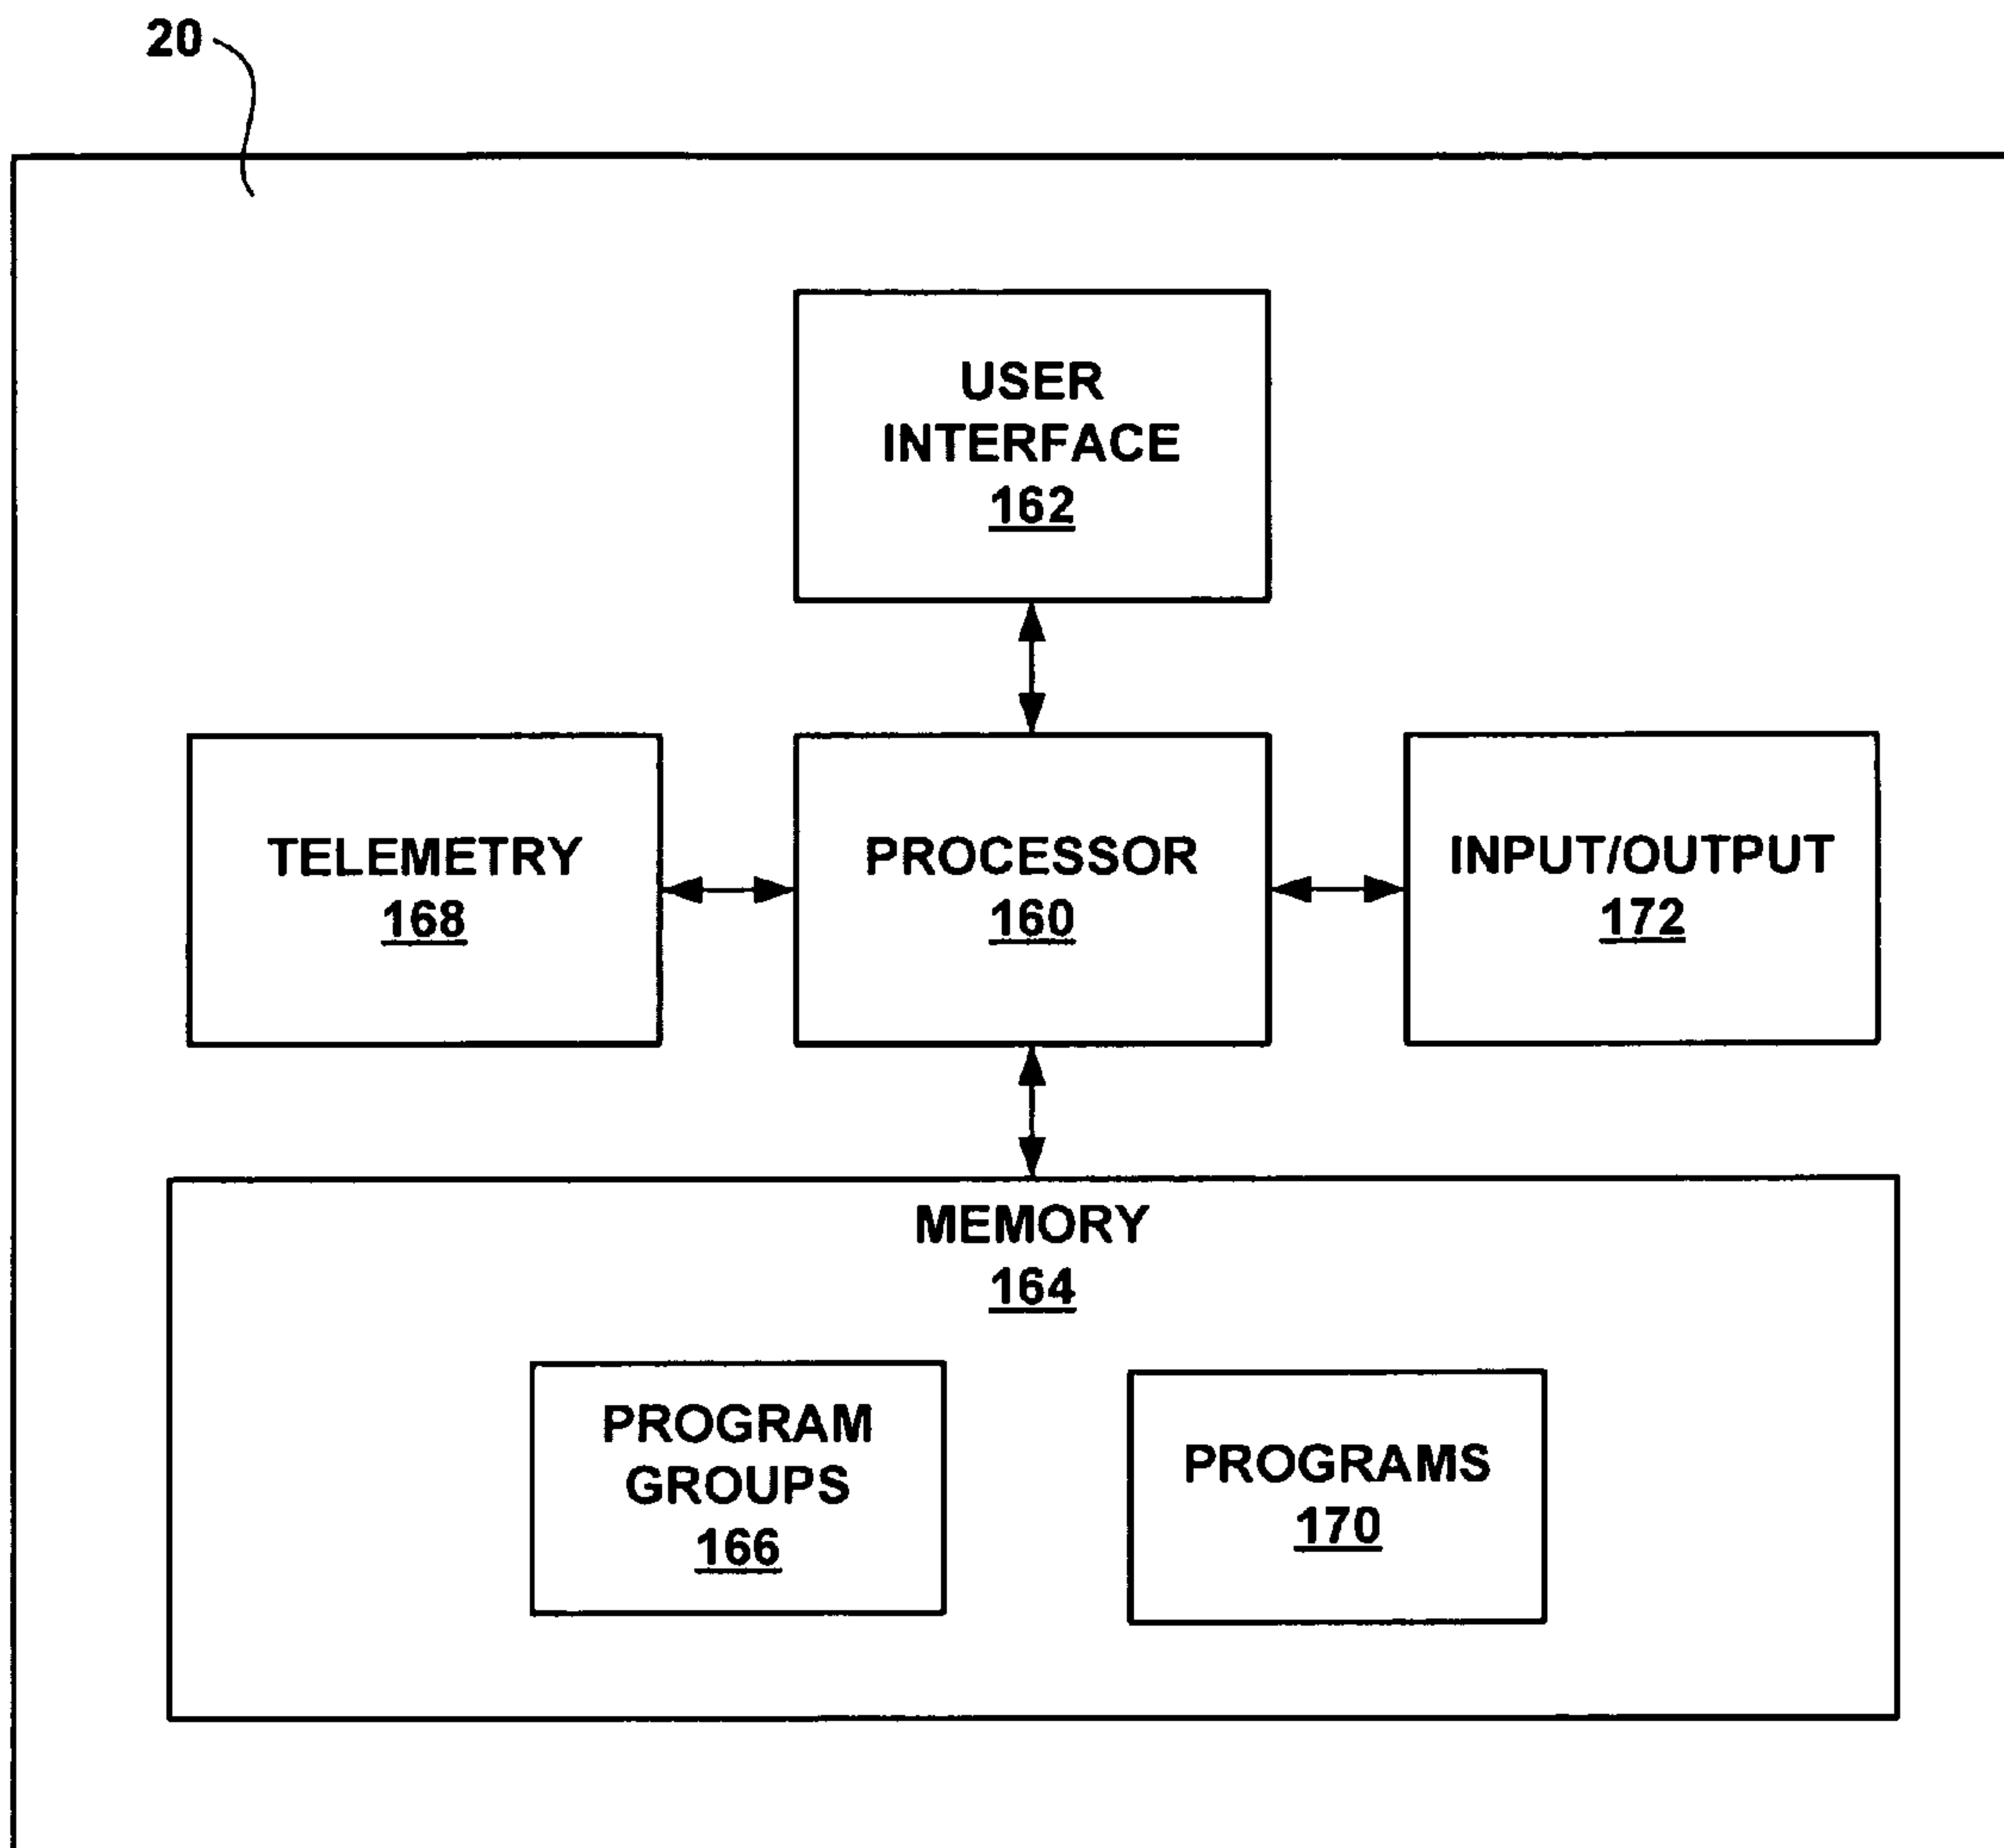 20
USER
INTERFACE
162
TELEMETRY
168
PROCESSOR
160
INPUT/OUTPUT
172
MEMORY
164
PROGRAM
GROUPS
166
PROGRAMS
170